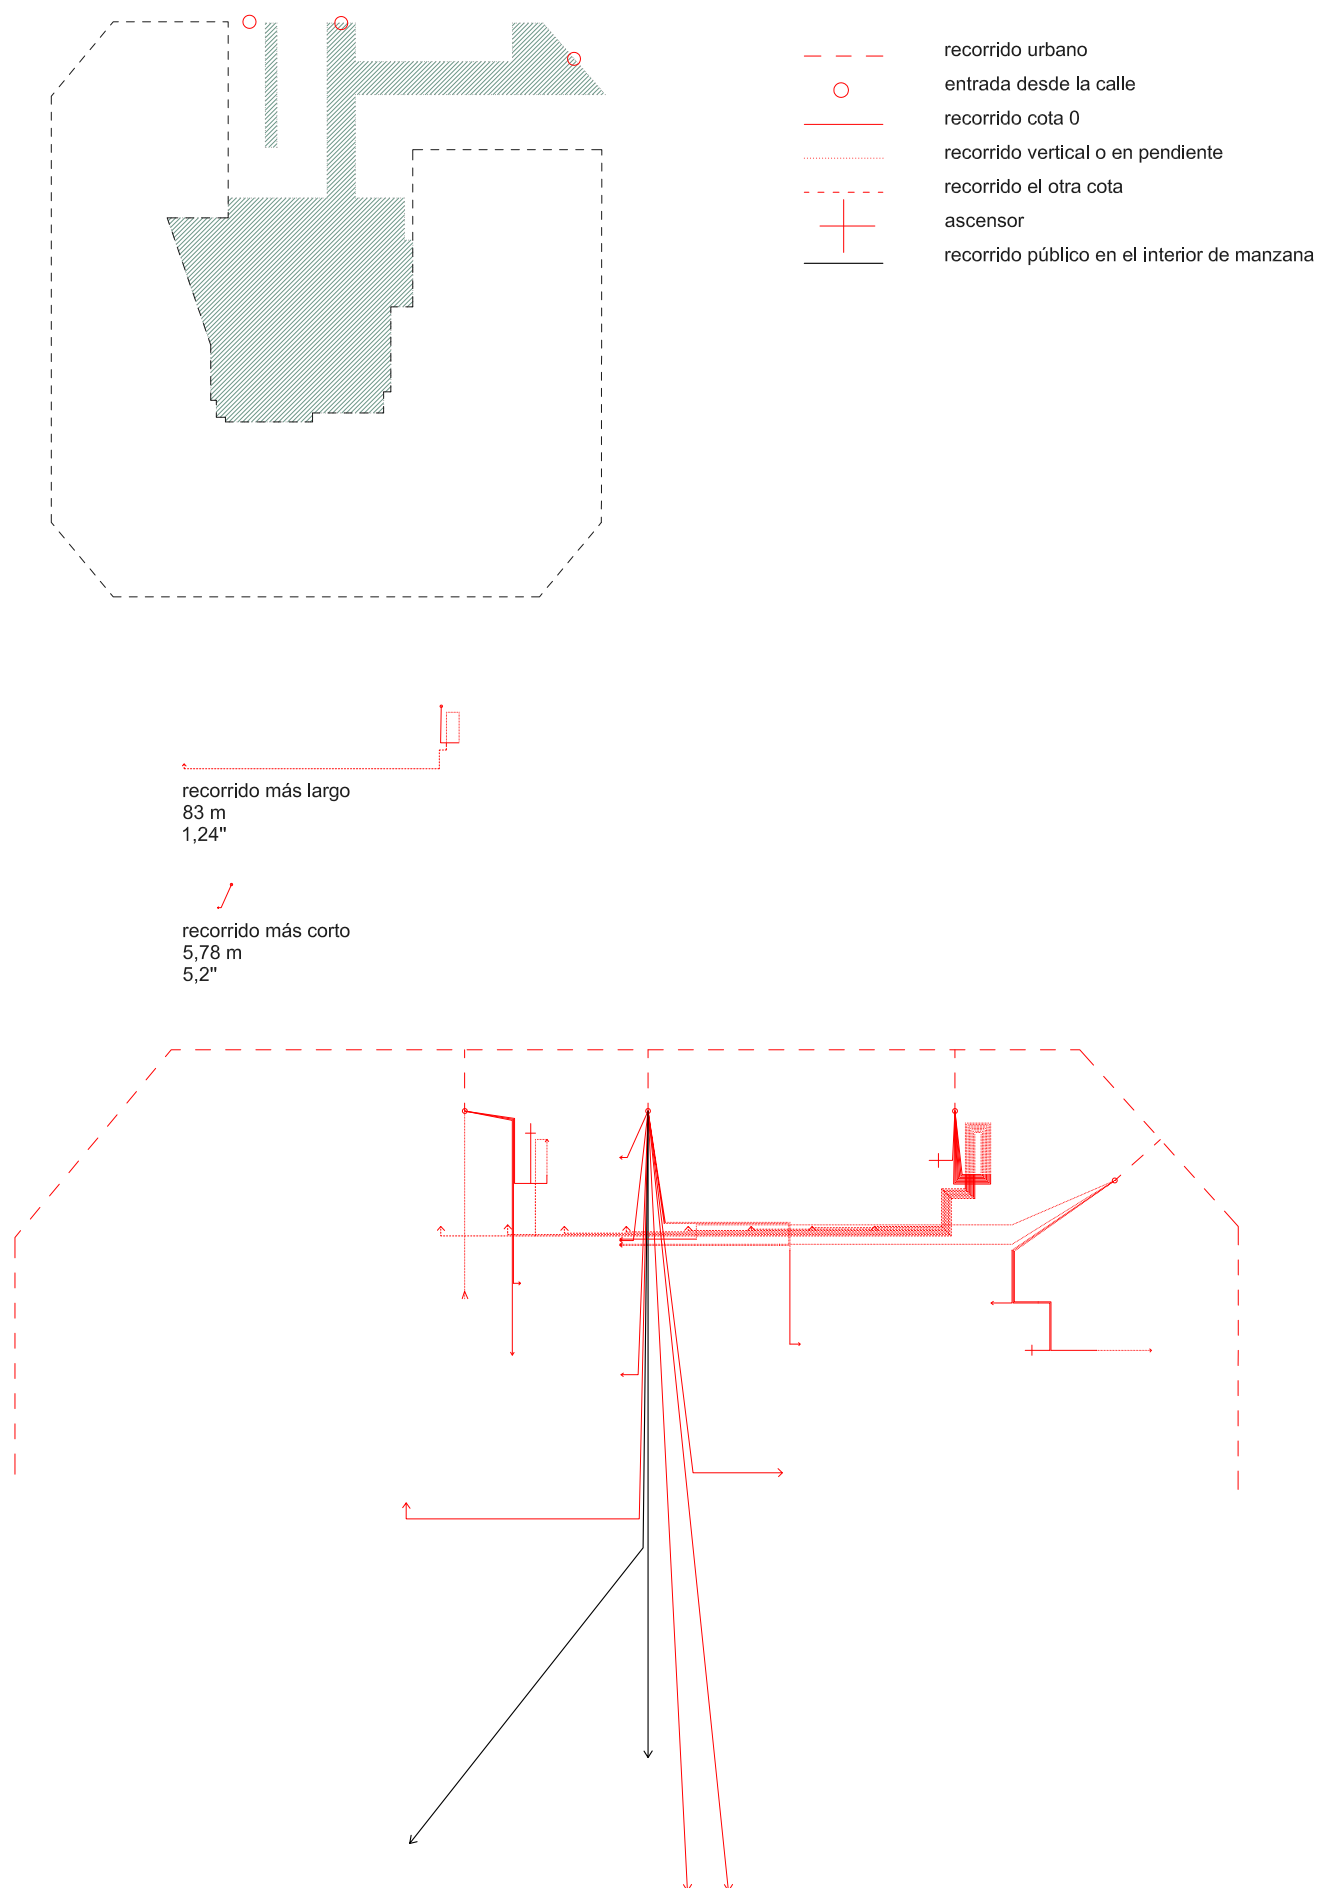 recorrido urbano
entrada desde la calle
recorrido cota 0
recorrido vertical o en pendiente
recorrido el otra cota
ascensor
recorrido público en el interior de manzana
recorrido más largo
83 m
1,24"
recorrido más corto
5,78 m
5,2"